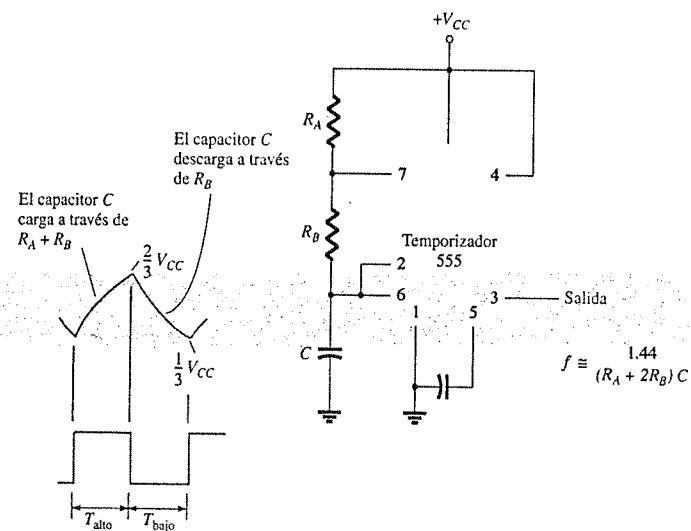 +V_CC
R_A
El capacitor C
descarga a través
de R_B
7
4
El capacitor C
carga a través de
R_A + R_B
R_B
2/3 V_CC
Temporizador
555
2
6
3
Salida
1
5
C
1/3 V_CC
f ≅ 1.44 / (R_A + 2R_B) C
T_alto
T_bajo